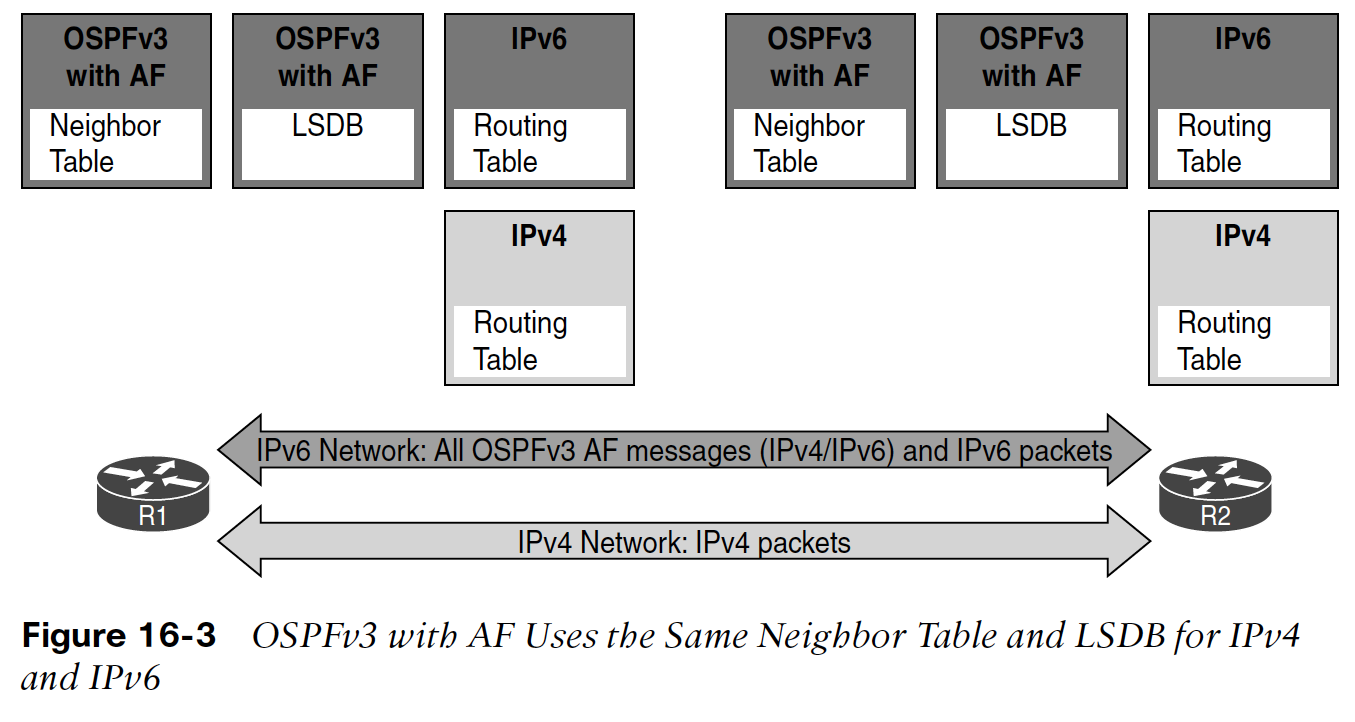 OSPFv3
with AF
Neighbor
Table
OSPFv3
with AF
LSDB
IPv6
Routing
Table
OSPFv3
with AF
Neighbor
Table
OSPFv3
with AF
LSDB
IPv6
Routing
Table
IPv4
Routing
Table
IPv4
Routing
Table
IPv6 Network: All OSPFv3 AF messages (IPv4/IPv6) and IPv6 packets
R1
R2
IPv4 Network: IPv4 packets
Figure 16-3 OSPFv3 with AF Uses the Same Neighbor Table and LSDB for IPv4
and IPv6